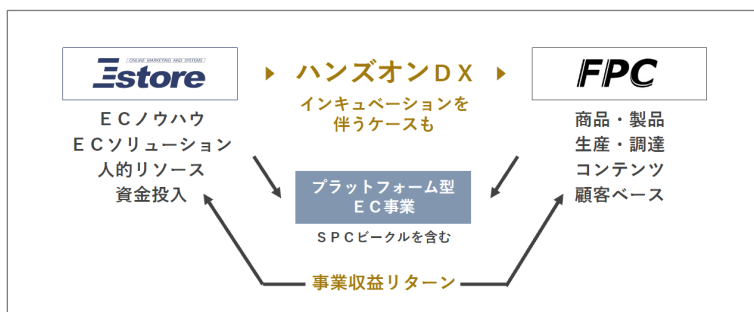 ONLINE MARKETING AND SYSTEMS
Estore
ハンズオンDX
FPC
インキュベーションを
伴うケースも
ECノウハウ
ECソリューション
人的リソース
資金投入
商品・製品
生産・調達
コンテンツ
顧客ベース
プラットフォーム型
EC事業
SPCビークルを含む
事業収益リターン